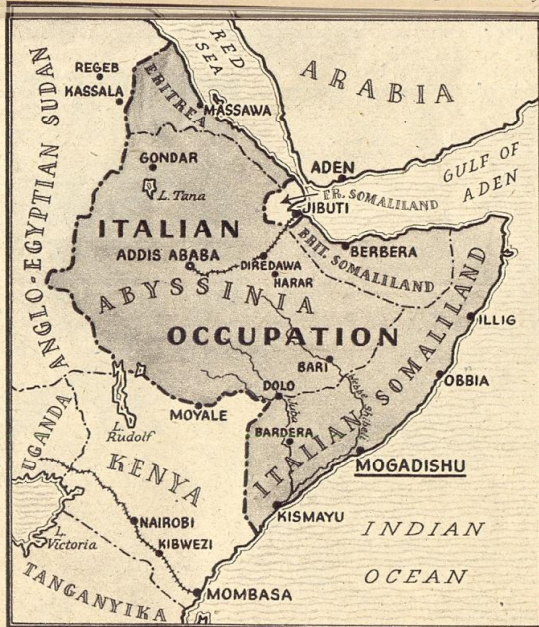 RED SEA
ARABIA
REGEB
KASSALA
ERITREA
MASSAWA
ANGLO-EGYPTIAN SUDAN
GONDAR
L. Tana
ADEN
GULF OF
ADEN
FR. SOMALILAND
JIBUTI
ITALIAN
ADDIS ABABA
BRIT. SOMALILAND
BERBERA
DIREDAWA
HARAR
ABYSSINIA
OCCUPATION
ILLIG
BARI
ITALIAN SOMALILAND
DOLO
OBBIA
MOYALE
L.
Rudolf
BARDERA
UGANDA
KENYA
MOGADISHU
KISMAYU
NAIROBI
INDIAN
OCEAN
L.
Victoria
KIBWEZI
TANGANYIKA
MOMBASA